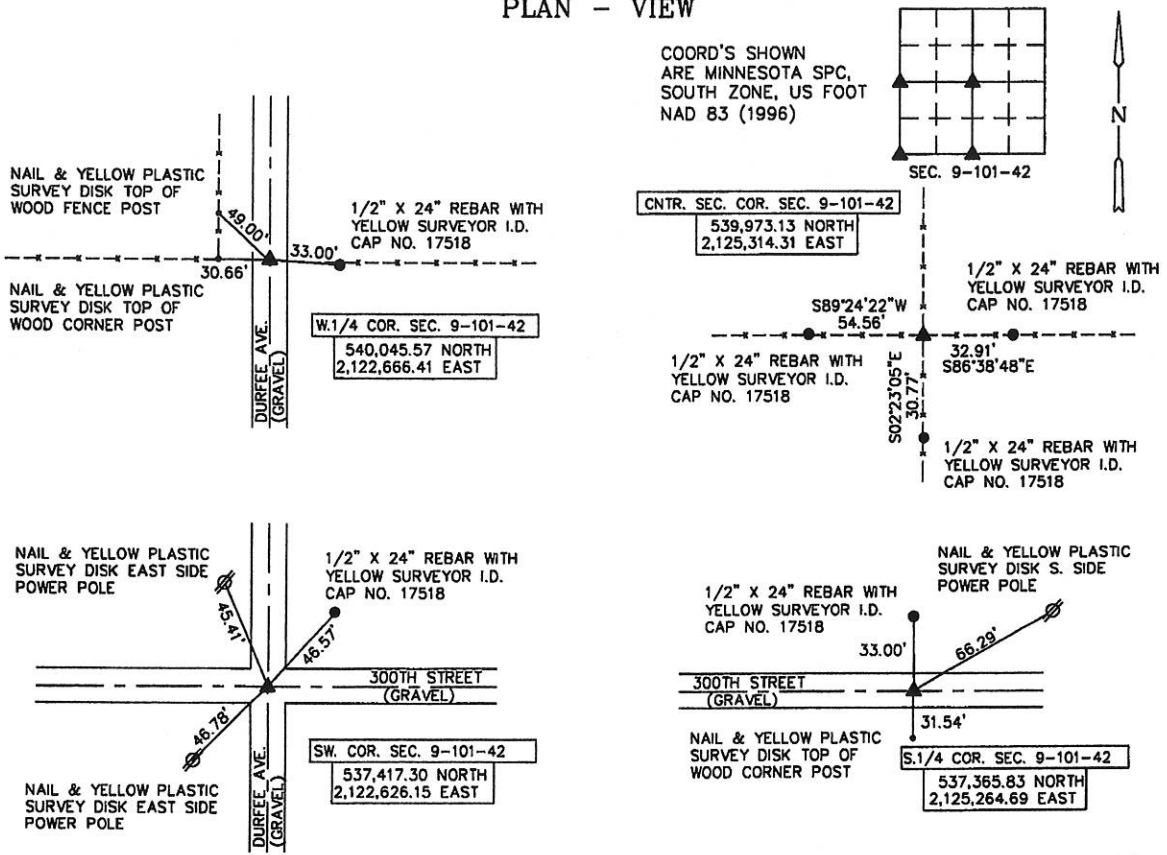 PLAN - VIEW
COORD'S SHOWN
ARE MINNESOTA SPC,
SOUTH ZONE, US FOOT
NAD 83 (1996)
N
SEC. 9-101-42
NAIL & YELLOW PLASTIC
SURVEY DISK TOP OF
WOOD FENCE POST
49.00'
1/2" X 24" REBAR WITH
YELLOW SURVEYOR I.D.
CAP NO. 17518
33.00'
30.66'
NAIL & YELLOW PLASTIC
SURVEY DISK TOP OF
WOOD CORNER POST
W.1/4 COR. SEC. 9-101-42
540,045.57 NORTH
2,122,666.41 EAST
DURFEE AVE.
(GRAVEL)
CNTR. SEC. COR. SEC. 9-101-42
539,973.13 NORTH
2,125,314.31 EAST
1/2" X 24" REBAR WITH
YELLOW SURVEYOR I.D.
CAP NO. 17518
S89°24'22"W
54.56'
32.91'
S86°38'48"E
1/2" X 24" REBAR WITH
YELLOW SURVEYOR I.D.
CAP NO. 17518
S02°23'05"E
30.77'
1/2" X 24" REBAR WITH
YELLOW SURVEYOR I.D.
CAP NO. 17518
NAIL & YELLOW PLASTIC
SURVEY DISK EAST SIDE
POWER POLE
45.41'
1/2" X 24" REBAR WITH
YELLOW SURVEYOR I.D.
CAP NO. 17518
46.57'
300TH STREET
(GRAVEL)
46.78'
NAIL & YELLOW PLASTIC
SURVEY DISK EAST SIDE
POWER POLE
DURFEE AVE.
(GRAVEL)
SW. COR. SEC. 9-101-42
537,417.30 NORTH
2,122,626.15 EAST
NAIL & YELLOW PLASTIC
SURVEY DISK S. SIDE
POWER POLE
1/2" X 24" REBAR WITH
YELLOW SURVEYOR I.D.
CAP NO. 17518
33.00'
66.29'
300TH STREET
(GRAVEL)
31.54'
NAIL & YELLOW PLASTIC
SURVEY DISK TOP OF
WOOD CORNER POST
S.1/4 COR. SEC. 9-101-42
537,365.83 NORTH
2,125,264.69 EAST